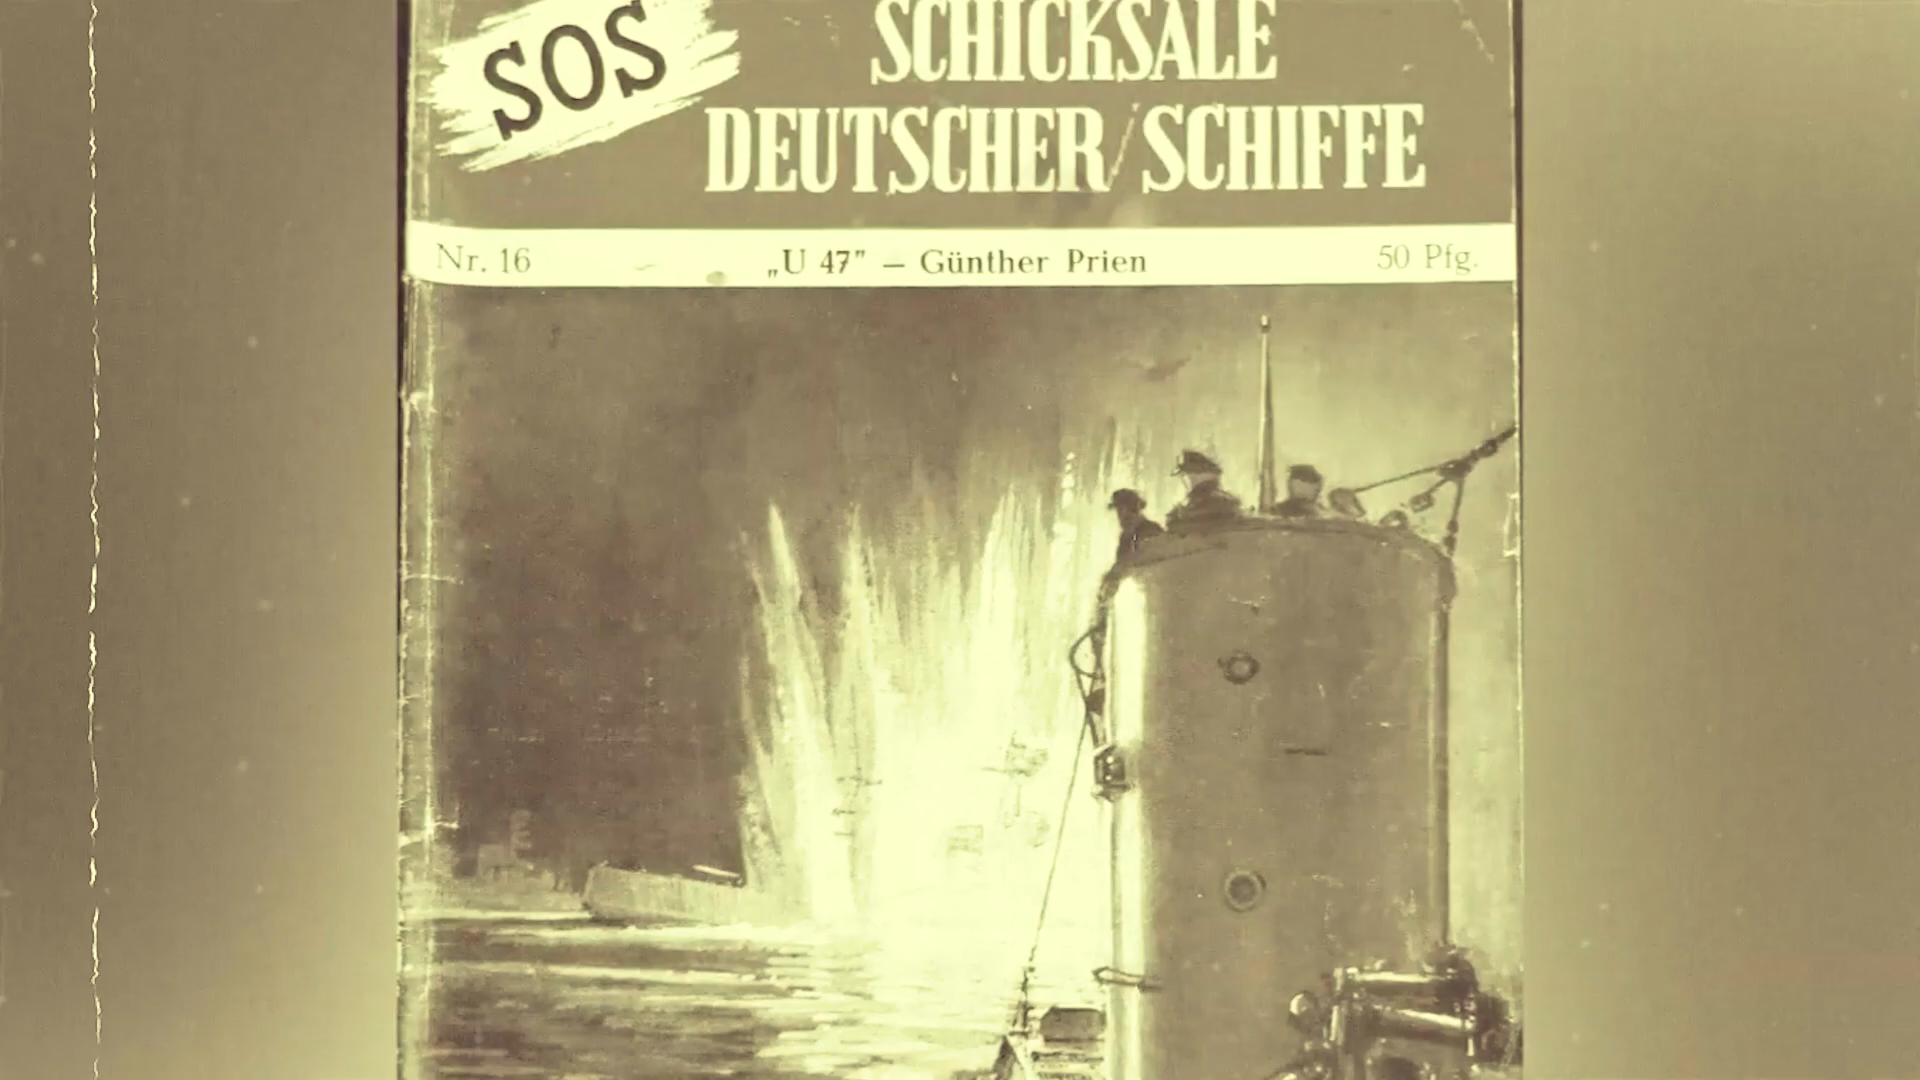 SOS
SCHICKSALE
DEUTSCHER SCHIFFE
Nr. 16 „U 47” — Günther Prien 50 Pfg.